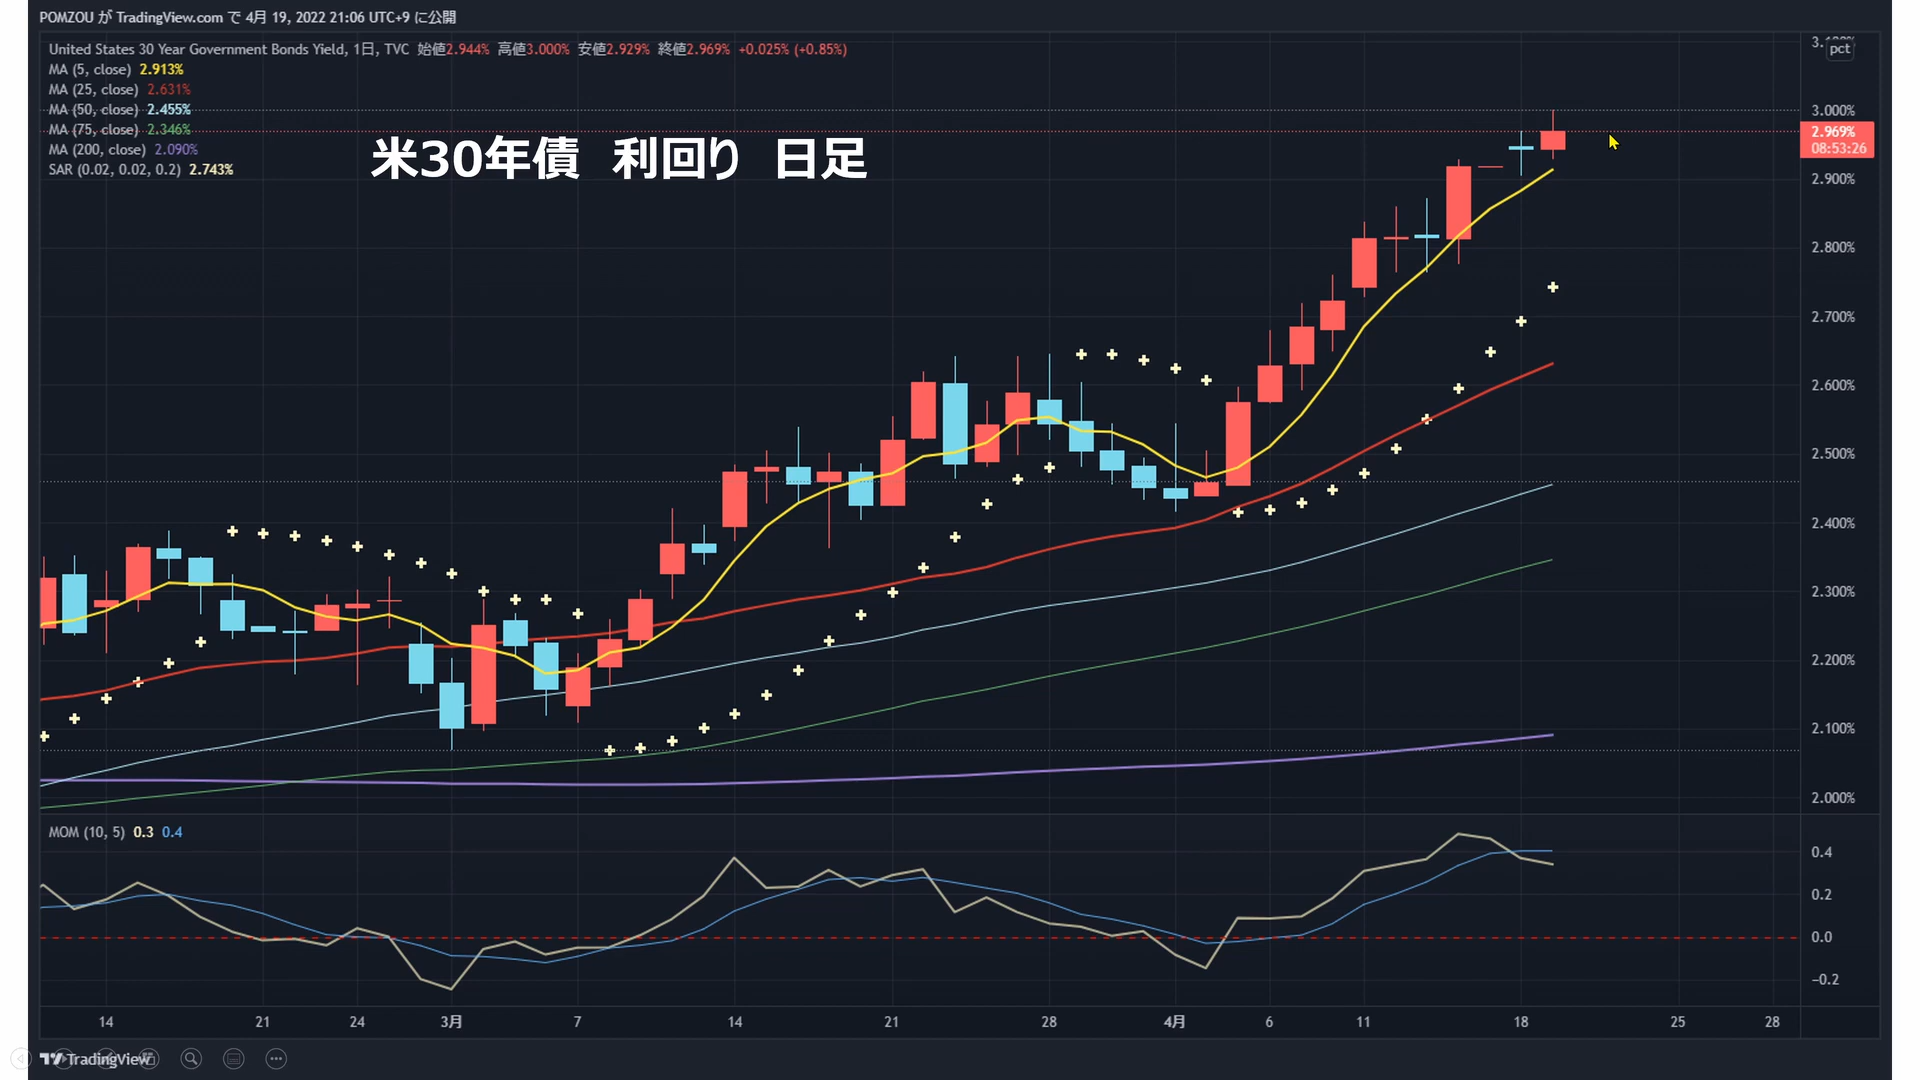 POMZOU が TradingView.com で 4月 19, 2022 21:06 UTC+9 に公開
United States 30 Year Government Bonds Yield, 1日, TVC 始値2.944% 高値3.000% 安値2.929% 終値2.969% +0.025% (+0.85%)
MA (5, close) 2.913%
MA (25, close) 2.631%
MA (50, close) 2.455%
MA (75, close) 2.346%
MA (200, close) 2.090%
SAR (0.02, 0.02, 0.2) 2.743%
米30年債 利回り 日足
pct
3.000%
2.969%
08:53:26
2.900%
2.800%
2.700%
2.600%
2.500%
2.400%
2.300%
2.200%
2.100%
2.000%
MOM (10, 5) 0.3 0.4
0.4
0.2
0.0
−0.2
14 21 24 3月 7 14 21 28 4月 6 11 18 25 28
TradingView